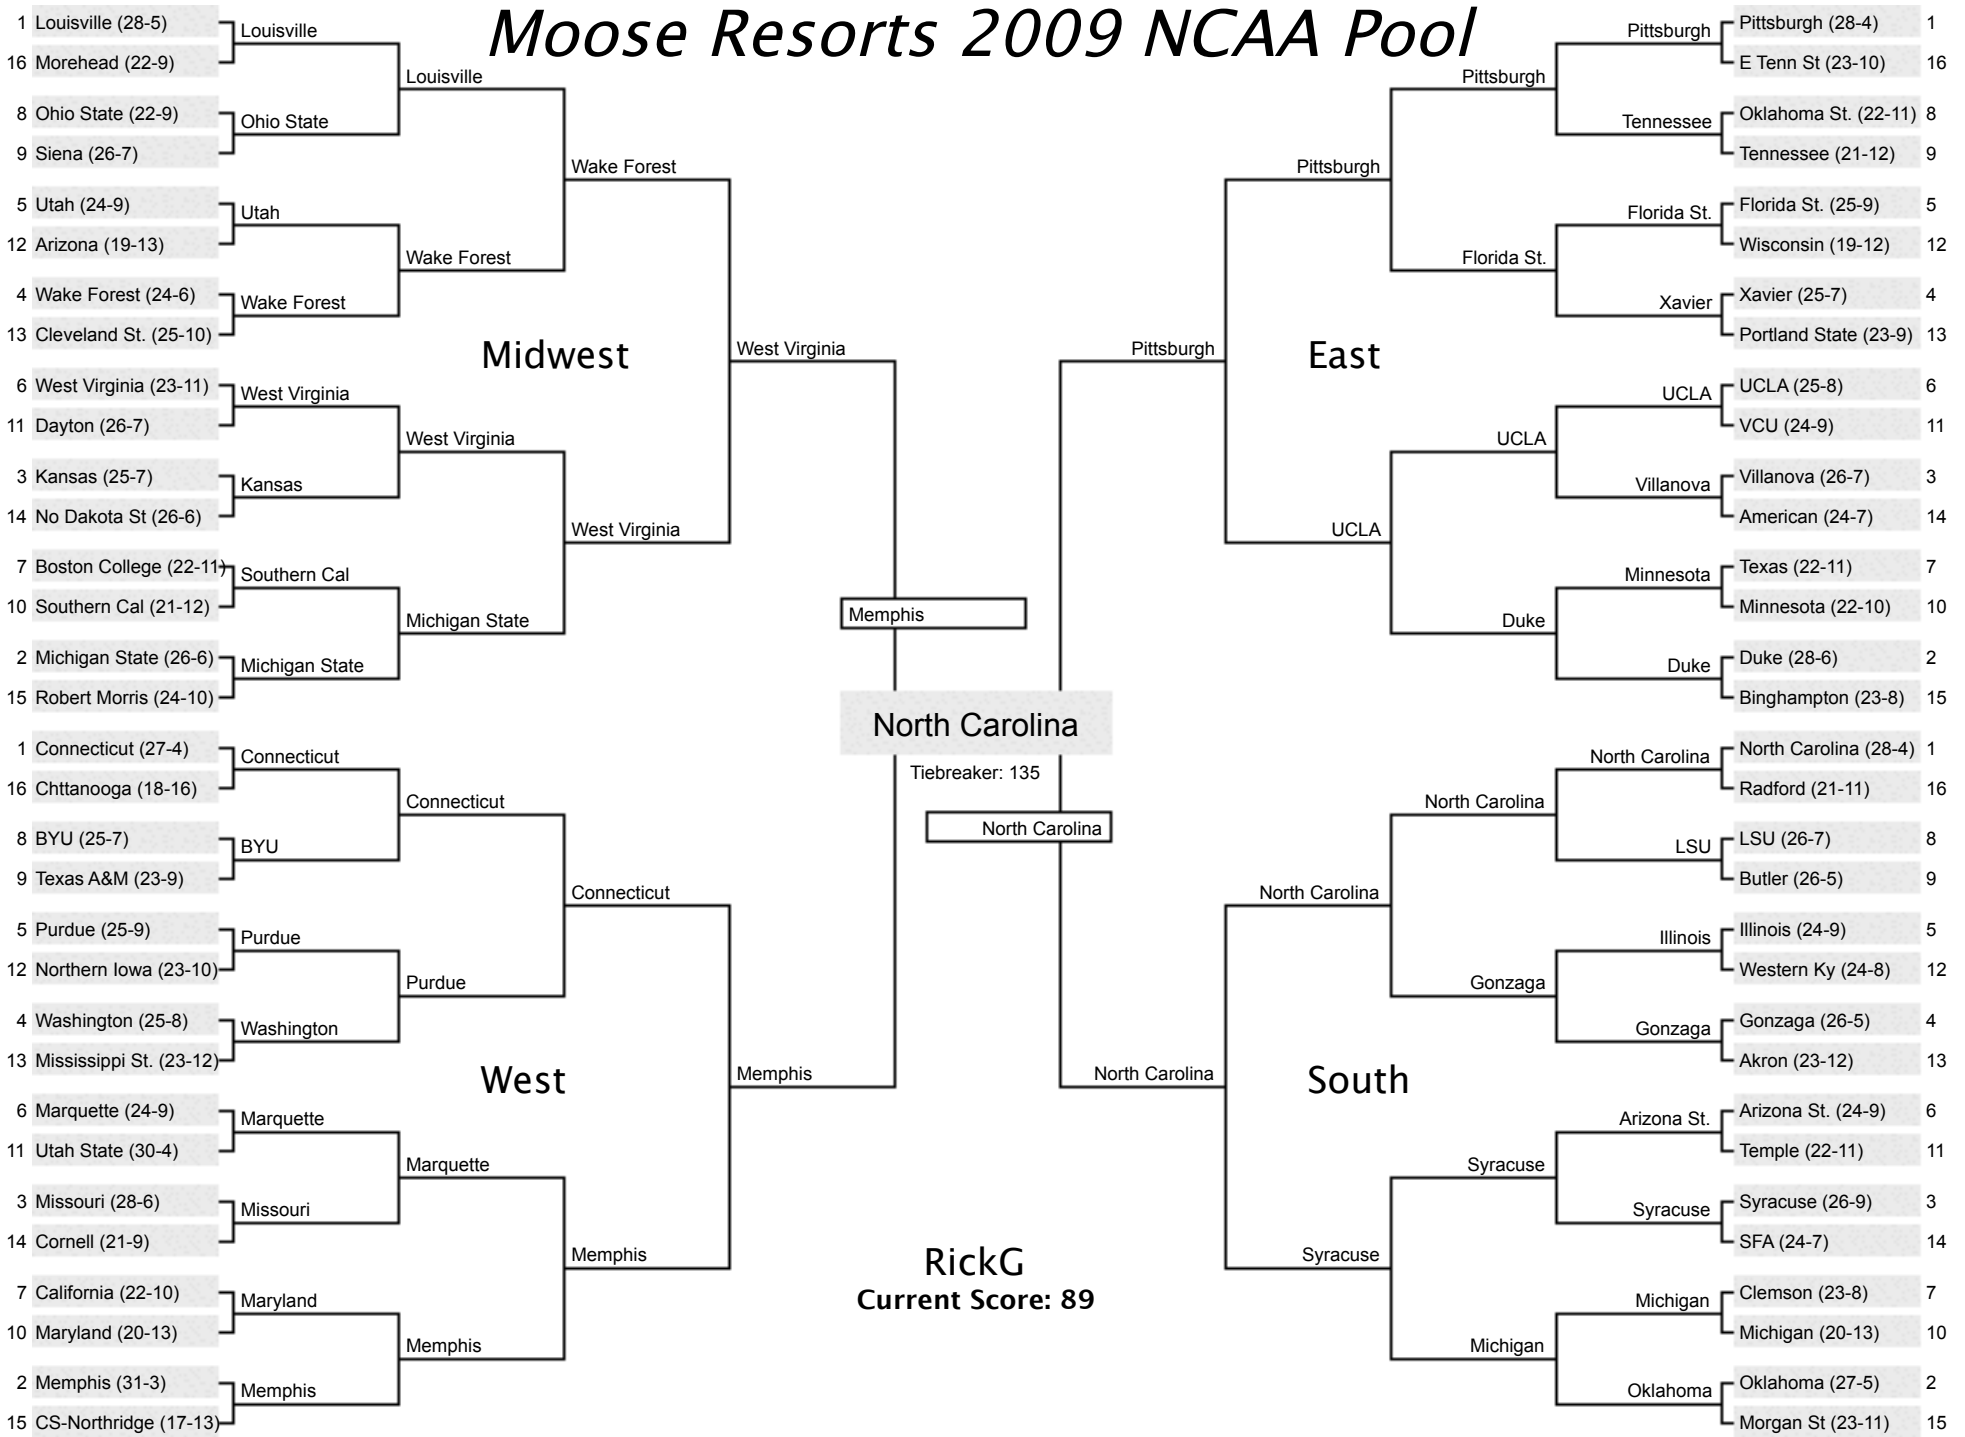 Moose Resorts 2009 NCAA Pool
1 Louisville (28-5)
Louisville
16 Morehead (22-9)
Louisville
8 Ohio State (22-9)
Ohio State
9 Siena (26-7)
Wake Forest
5 Utah (24-9)
Utah
12 Arizona (19-13)
Wake Forest
4 Wake Forest (24-6)
Wake Forest
13 Cleveland St. (25-10)
Midwest
West Virginia
6 West Virginia (23-11)
West Virginia
11 Dayton (26-7)
West Virginia
3 Kansas (25-7)
Kansas
14 No Dakota St (26-6)
West Virginia
7 Boston College (22-11)
Southern Cal
10 Southern Cal (21-12)
Michigan State
2 Michigan State (26-6)
Michigan State
15 Robert Morris (24-10)
1 Connecticut (27-4)
Connecticut
16 Chttanooga (18-16)
Connecticut
8 BYU (25-7)
BYU
9 Texas A&M (23-9)
Connecticut
5 Purdue (25-9)
Purdue
12 Northern Iowa (23-10)
Purdue
4 Washington (25-8)
Washington
13 Mississippi St. (23-12)
West
Memphis
6 Marquette (24-9)
Marquette
11 Utah State (30-4)
Marquette
3 Missouri (28-6)
Missouri
14 Cornell (21-9)
Memphis
7 California (22-10)
Maryland
10 Maryland (20-13)
Memphis
2 Memphis (31-3)
Memphis
15 CS-Northridge (17-13)
Memphis
North Carolina
Tiebreaker: 135
North Carolina
RickG
Current Score: 89
Pittsburgh (28-4) 1
Pittsburgh
E Tenn St (23-10) 16
Pittsburgh
Oklahoma St. (22-11) 8
Tennessee
Tennessee (21-12) 9
Pittsburgh
Florida St. (25-9) 5
Florida St.
Wisconsin (19-12) 12
Florida St.
Xavier (25-7) 4
Xavier
Portland State (23-9) 13
Pittsburgh
East
UCLA (25-8) 6
UCLA
VCU (24-9) 11
UCLA
Villanova (26-7) 3
Villanova
American (24-7) 14
UCLA
Texas (22-11) 7
Minnesota
Minnesota (22-10) 10
Duke
Duke (28-6) 2
Duke
Binghampton (23-8) 15
North Carolina (28-4) 1
North Carolina
Radford (21-11) 16
North Carolina
LSU (26-7) 8
LSU
Butler (26-5) 9
North Carolina
Illinois (24-9) 5
Illinois
Western Ky (24-8) 12
Gonzaga
Gonzaga (26-5) 4
Gonzaga
Akron (23-12) 13
North Carolina
South
Arizona St. (24-9) 6
Arizona St.
Temple (22-11) 11
Syracuse
Syracuse (26-9) 3
Syracuse
SFA (24-7) 14
Syracuse
Clemson (23-8) 7
Michigan
Michigan (20-13) 10
Michigan
Oklahoma (27-5) 2
Oklahoma
Morgan St (23-11) 15